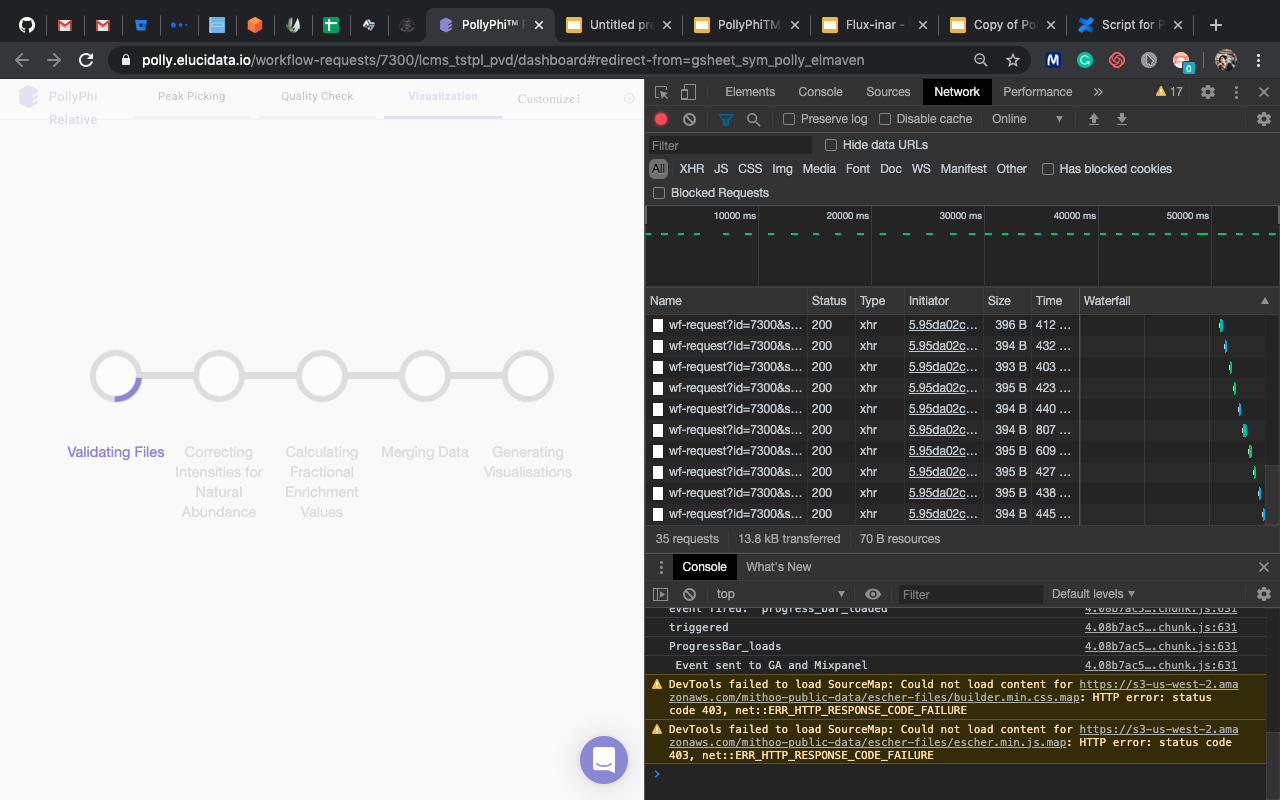 PollyPhi™ F
Untitled pre
PollyPhiTM
Flux-inar -
Copy of Pol
Script for P
polly.elucidata.io/workflow-requests/7300/lcms_tstpl_pvd/dashboard#redirect-from=gsheet_sym_polly_elmaven
M
G
0
PollyPhi
Relative
Peak Picking
Quality Check
Visualization
Customize
Elements
Console
Sources
Network
Performance
»
17
Preserve log
Disable cache
Online
Filter
Hide data URLs
All
XHR
JS
CSS
Img
Media
Font
Doc
WS
Manifest
Other
Has blocked cookies
Blocked Requests
10000 ms
20000 ms
30000 ms
40000 ms
50000 ms
Name Status Type Initiator Size Time Waterfall
wf-request?id=7300&s... 200 xhr 5.95da02c... 396 B 412 ...
wf-request?id=7300&s... 200 xhr 5.95da02c... 394 B 432 ...
wf-request?id=7300&s... 200 xhr 5.95da02c... 393 B 403 ...
wf-request?id=7300&s... 200 xhr 5.95da02c... 395 B 423 ...
wf-request?id=7300&s... 200 xhr 5.95da02c... 394 B 440 ...
wf-request?id=7300&s... 200 xhr 5.95da02c... 394 B 807 ...
wf-request?id=7300&s... 200 xhr 5.95da02c... 395 B 609 ...
wf-request?id=7300&s... 200 xhr 5.95da02c... 395 B 427 ...
wf-request?id=7300&s... 200 xhr 5.95da02c... 395 B 438 ...
wf-request?id=7300&s... 200 xhr 5.95da02c... 394 B 445 ...
35 requests
13.8 kB transferred
70 B resources
Validating Files
Correcting
Intensities for
Natural
Abundance
Calculating
Fractional
Enrichment
Values
Merging Data
Generating
Visualisations
Console
What's New
top
Filter
Default levels
event fired: progress_bar_loaded 4.08b7ac5….chunk.js:631
triggered 4.08b7ac5….chunk.js:631
ProgressBar_loads 4.08b7ac5….chunk.js:631
Event sent to GA and Mixpanel 4.08b7ac5….chunk.js:631
DevTools failed to load SourceMap: Could not load content for https://s3-us-west-2.ama
zonaws.com/mithoo-public-data/escher-files/builder.min.css.map: HTTP error: status
code 403, net::ERR_HTTP_RESPONSE_CODE_FAILURE
DevTools failed to load SourceMap: Could not load content for https://s3-us-west-2.ama
zonaws.com/mithoo-public-data/escher-files/escher.min.js.map: HTTP error: status code
403, net::ERR_HTTP_RESPONSE_CODE_FAILURE